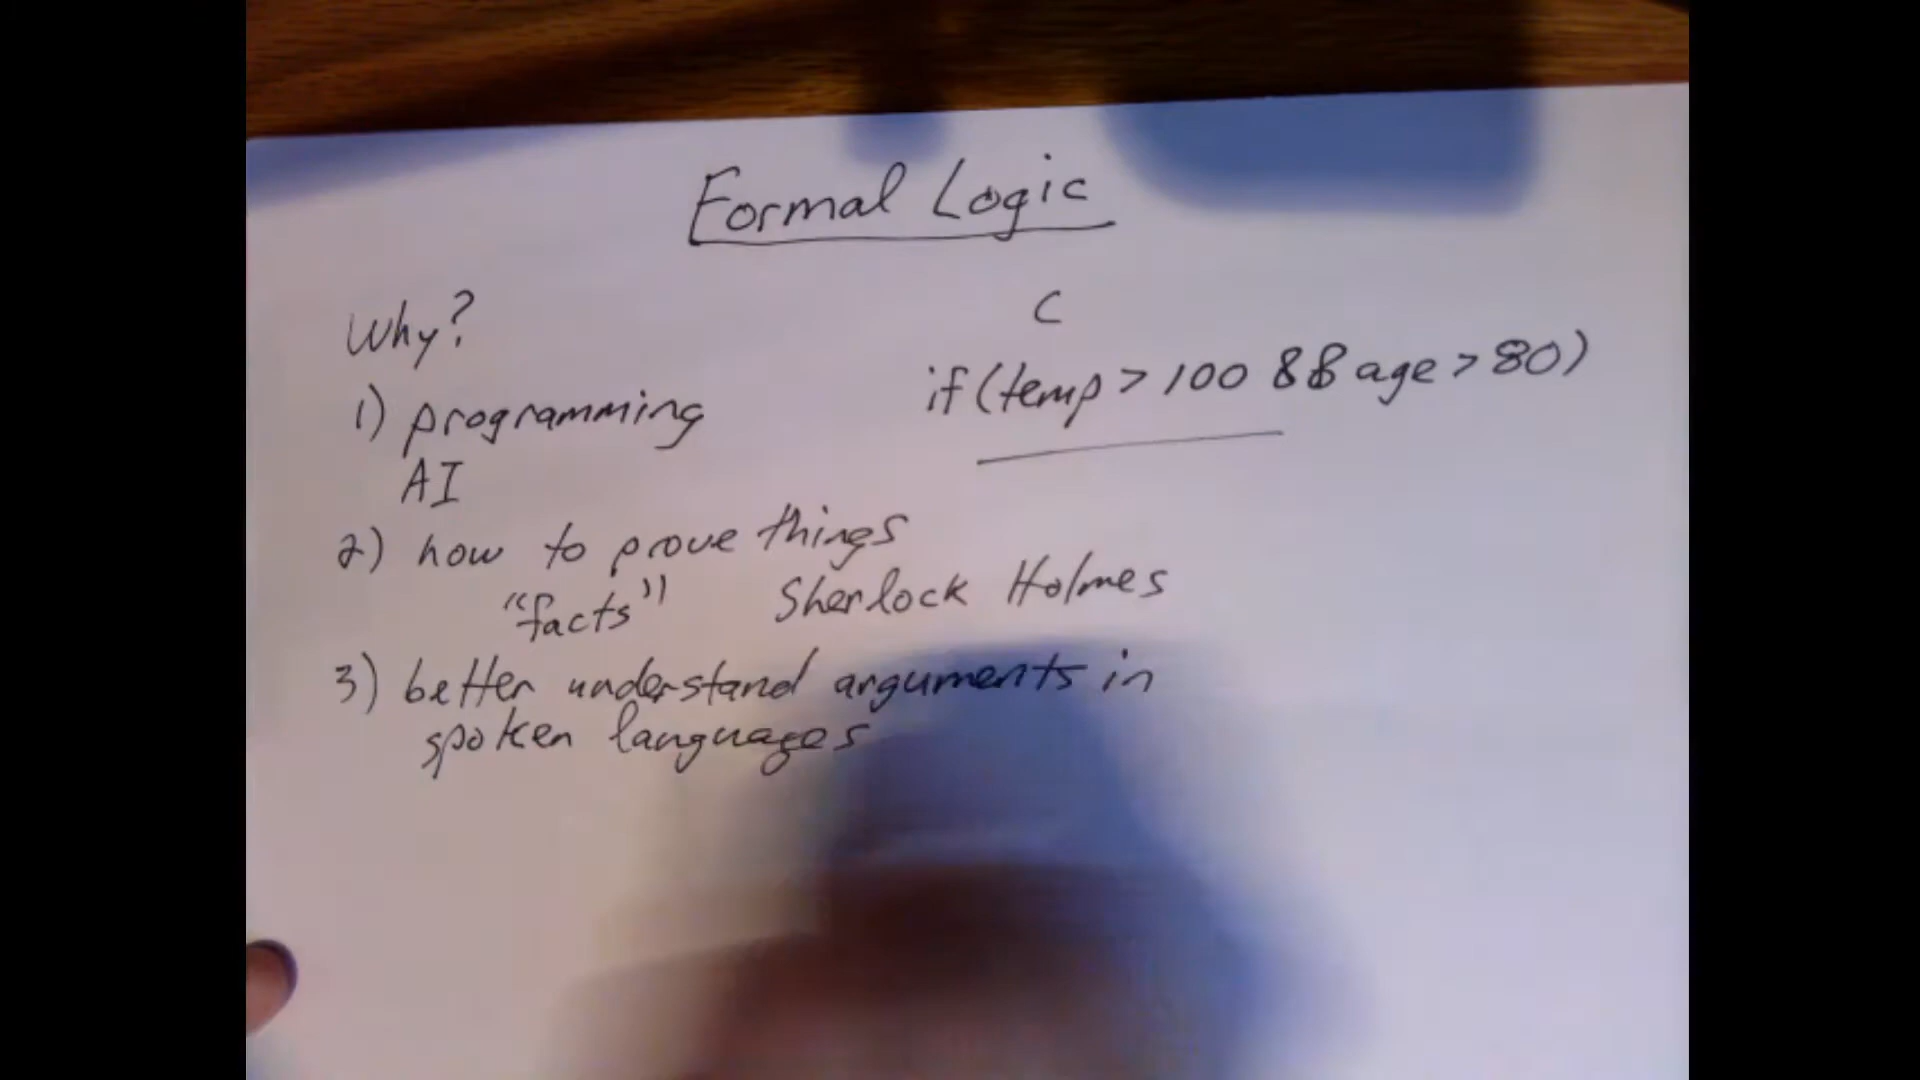 Formal Logic
Why?
C
if (temp > 100 && age > 80)
1) programming
AI
2) how to prove things
"facts" Sherlock Holmes
3) better understand arguments in
spoken languages